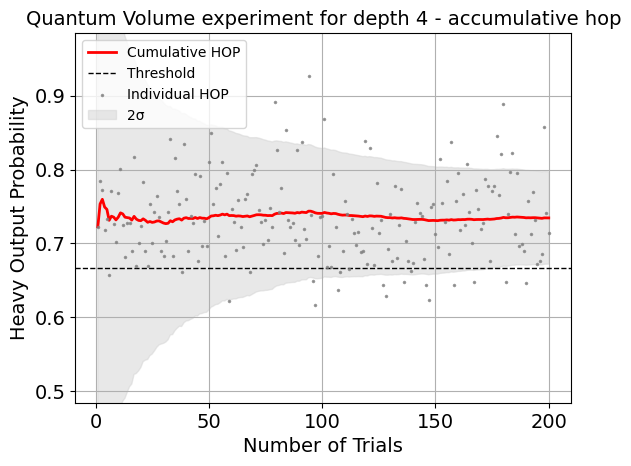 Quantum Volume experiment for depth 4 - accumulative hop
Cumulative HOP
Threshold
Individual HOP
2σ
Heavy Output Probability
0.9
0.8
0.7
0.6
0.5
0
50
100
150
200
Number of Trials